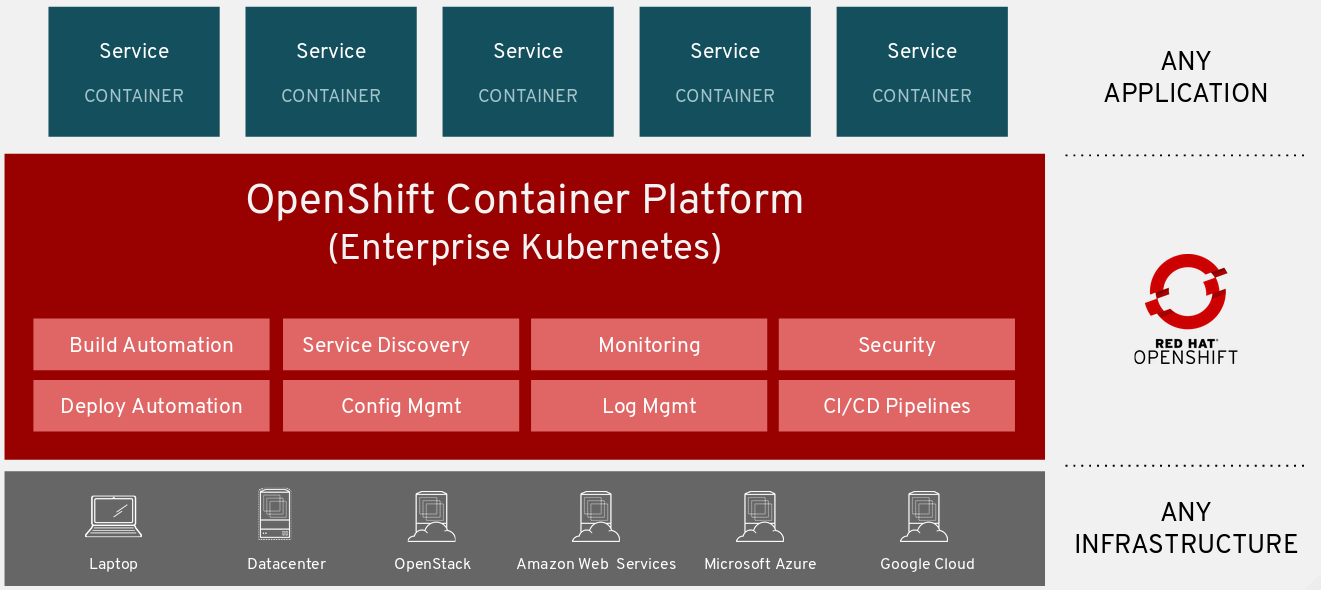 Service
CONTAINER
Service
CONTAINER
Service
CONTAINER
Service
CONTAINER
Service
CONTAINER
ANY
APPLICATION
OpenShift Container Platform
(Enterprise Kubernetes)
Build Automation
Service Discovery
Monitoring
Security
Deploy Automation
Config Mgmt
Log Mgmt
CI/CD Pipelines
RED HAT
OPENSHIFT
Laptop
Datacenter
OpenStack
Amazon Web Services
Microsoft Azure
Google Cloud
ANY
INFRASTRUCTURE